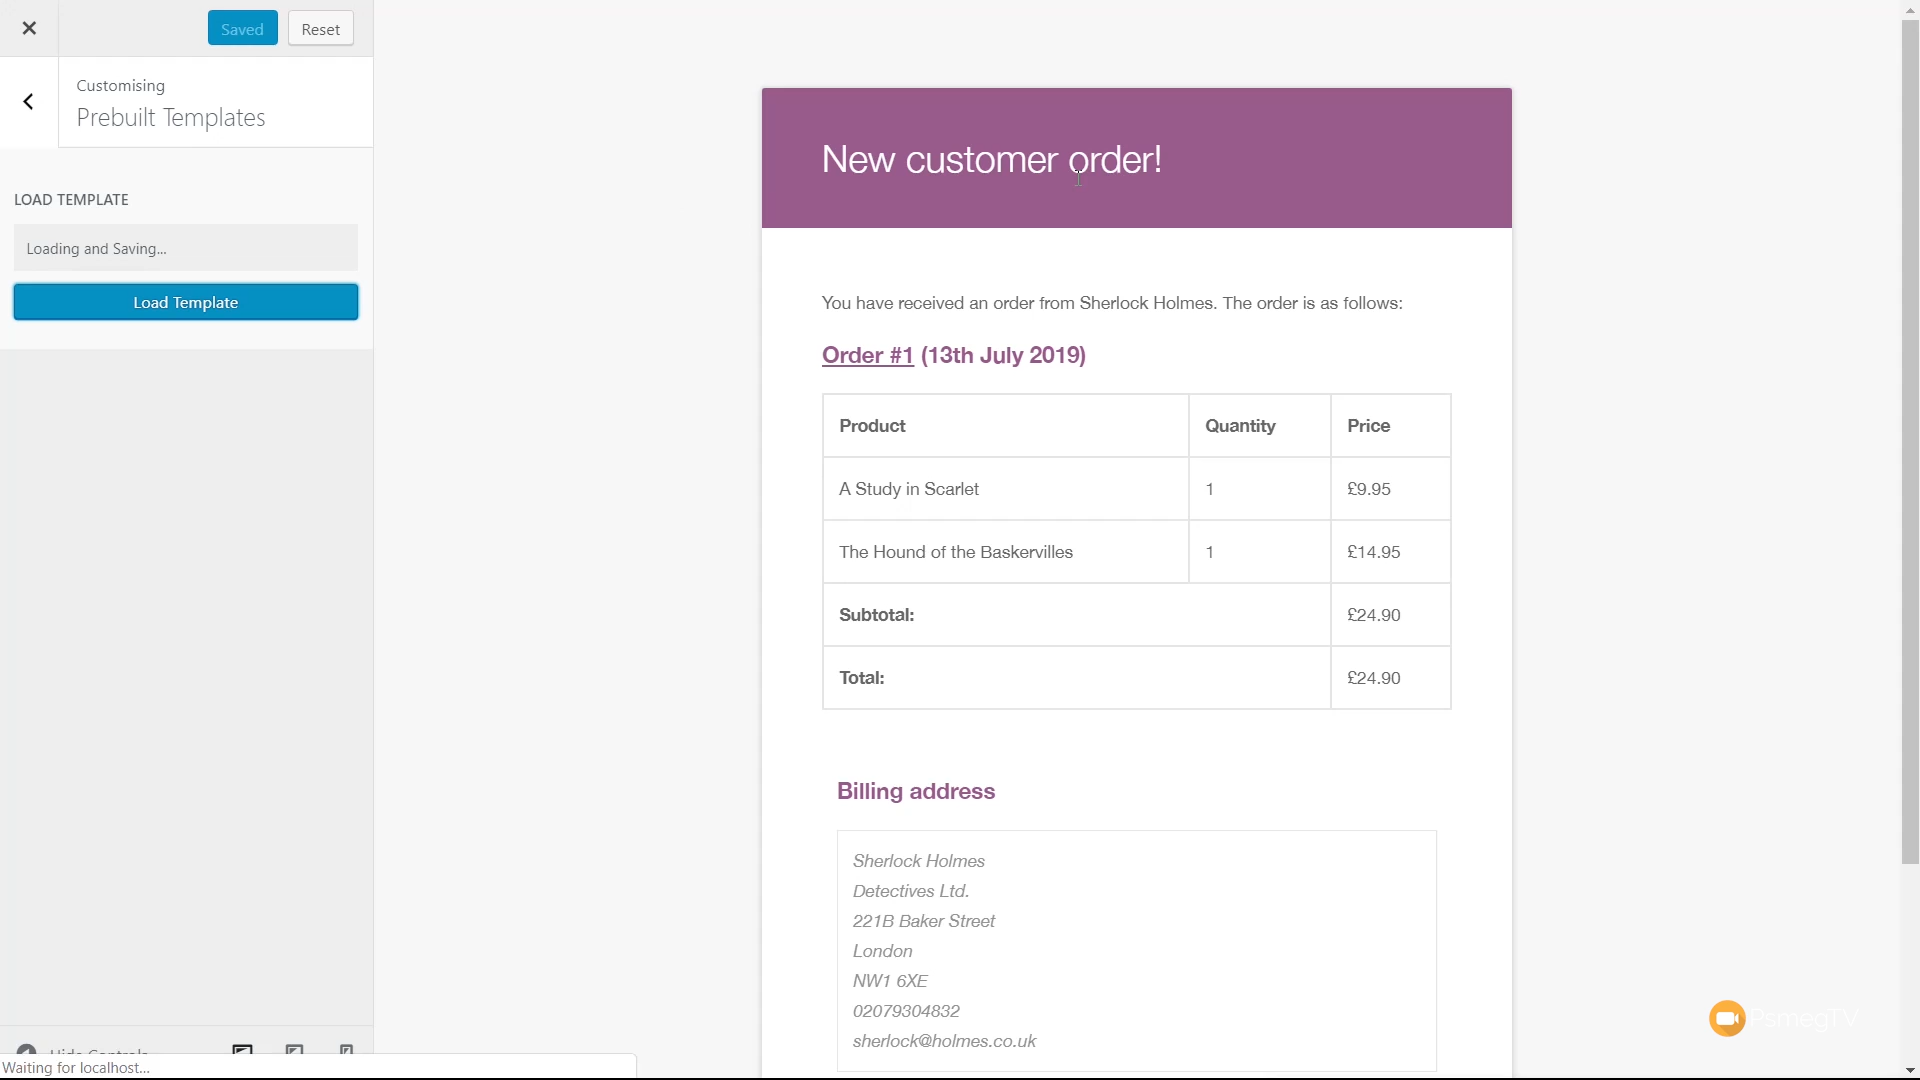 Saved Reset
Customising
Prebuilt Templates
LOAD TEMPLATE
Loading and Saving...
Load Template
New customer order!
You have received an order from Sherlock Holmes. The order is as follows:
Order #1 (13th July 2019)
Product Quantity Price
A Study in Scarlet 1 £9.95
The Hound of the Baskervilles 1 £14.95
Subtotal: £24.90
Total: £24.90
Billing address
Sherlock Holmes
Detectives Ltd.
221B Baker Street
London
NW1 6XE
02079304832
sherlock@holmes.co.uk
PsmegTV
Hide Controls
Waiting for localhost...